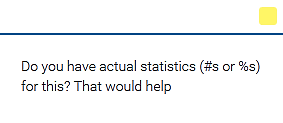 Do you have actual statistics (#s or %s)
for this? That would help